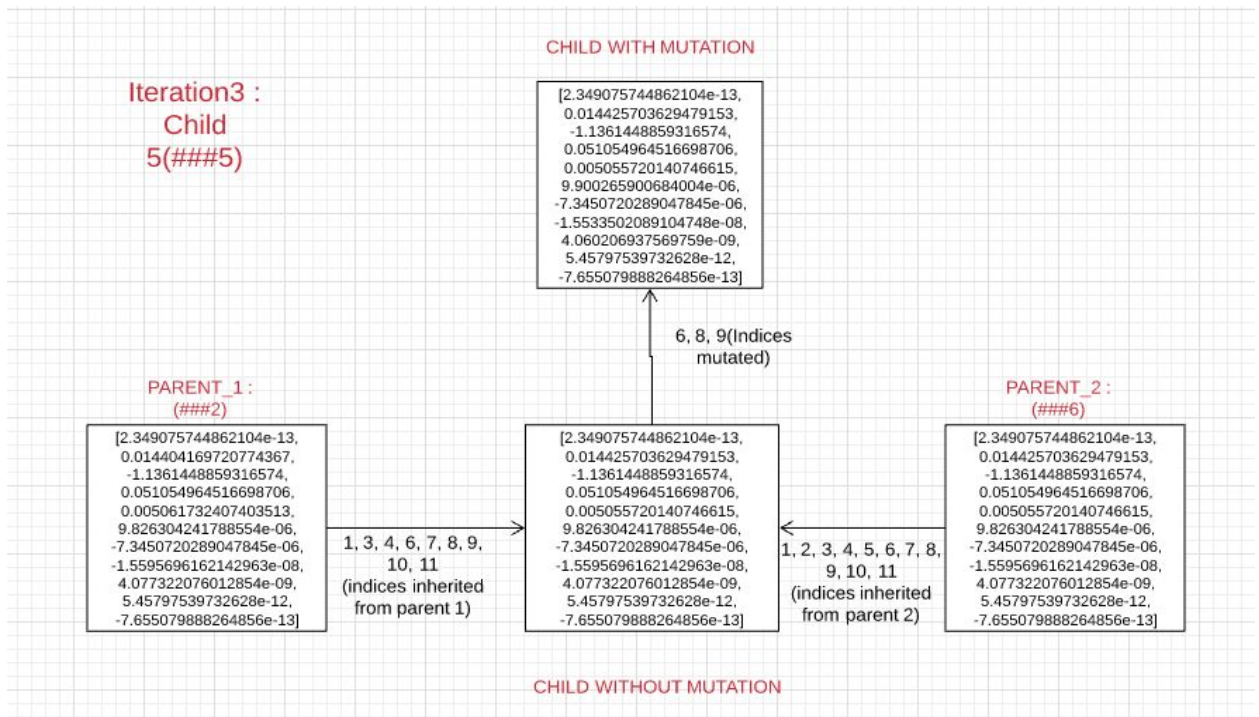 CHILD WITH MUTATION
Iteration3 :
Child
5(###5)
[2.349075744862104e-13,
0.014425703629479153,
-1.1361448859316574,
0.051054964516698706,
0.005055720140746615,
9.900265900684004e-06,
-7.3450720289047845e-06,
-1.5533502089104748e-08,
4.060206937569759e-09,
5.45797539732628e-12,
-7.655079888264856e-13]
6, 8, 9(Indices
mutated)
PARENT_1 :
(###2)
[2.349075744862104e-13,
0.014404169720774367,
-1.1361448859316574,
0.051054964516698706,
0.005061732407403513,
9.826304241788554e-06,
-7.3450720289047845e-06,
-1.5595696162142963e-08,
4.077322076012854e-09,
5.45797539732628e-12,
-7.655079888264856e-13]
1, 3, 4, 6, 7, 8, 9,
10, 11
(indices inherited
from parent 1)
[2.349075744862104e-13,
0.014425703629479153,
-1.1361448859316574,
0.051054964516698706,
0.005055720140746615,
9.826304241788554e-06,
-7.3450720289047845e-06,
-1.5595696162142963e-08,
4.077322076012854e-09,
5.45797539732628e-12,
-7.655079888264856e-13]
1, 2, 3, 4, 5, 6, 7, 8,
9, 10, 11
(indices inherited
from parent 2)
PARENT_2 :
(###6)
[2.349075744862104e-13,
0.014425703629479153,
-1.1361448859316574,
0.051054964516698706,
0.005055720140746615,
9.826304241788554e-06,
-7.3450720289047845e-06,
-1.5595696162142963e-08,
4.077322076012854e-09,
5.45797539732628e-12,
-7.655079888264856e-13]
CHILD WITHOUT MUTATION